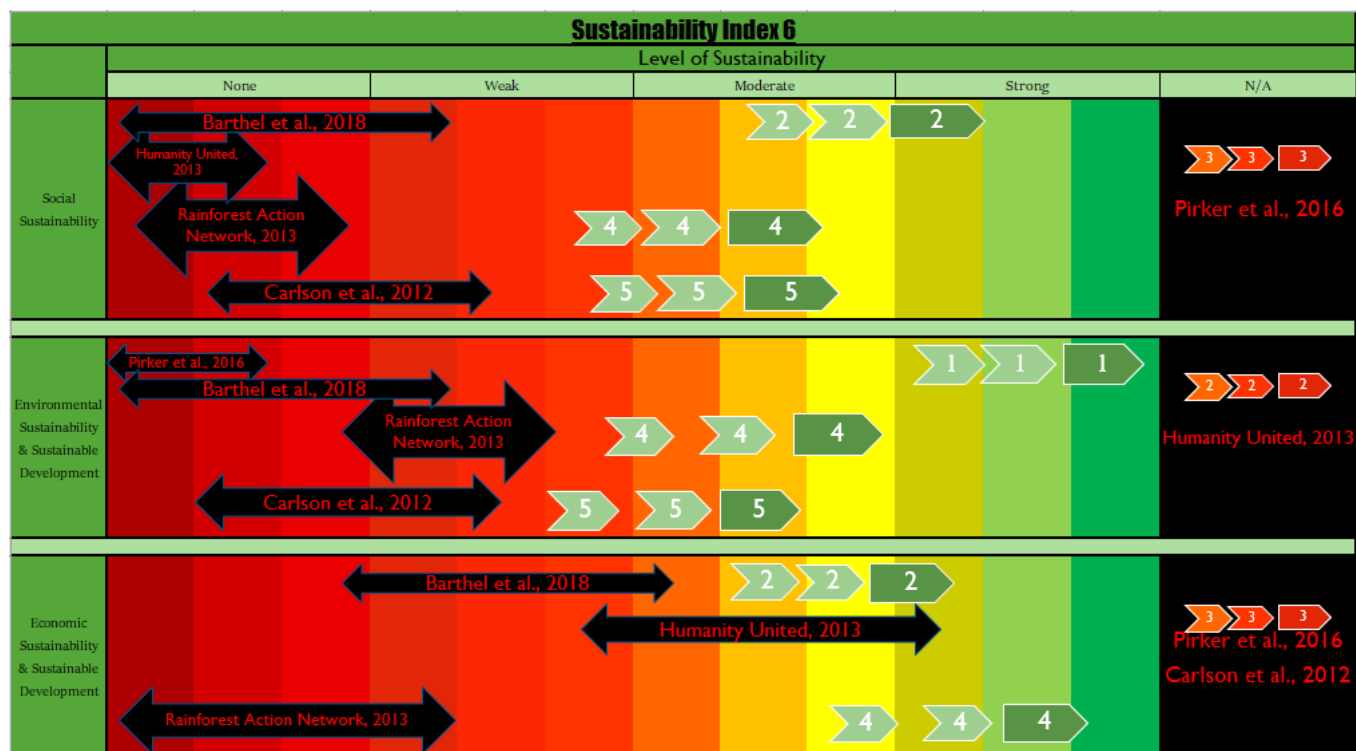 Sustainability Index 6
Level of Sustainability
None Weak Moderate Strong N/A
Social
Sustainability
Barthel et al., 2018
2 2 2
Humanity United,
2013
3 3 3
Pirker et al., 2016
Rainforest Action
Network, 2013
4 4 4
Carlson et al., 2012
5 5 5
Environmental
Sustainability
& Sustainable
Development
Pirker et al., 2016
1 1 1
Barthel et al., 2018
2 2 2
Rainforest Action
Network, 2013
4 4 4
Humanity United, 2013
Carlson et al., 2012
5 5 5
Economic
Sustainability
& Sustainable
Development
Barthel et al., 2018
2 2 2
Humanity United, 2013
3 3 3
Pirker et al., 2016
Carlson et al., 2012
Rainforest Action Network, 2013
4 4 4